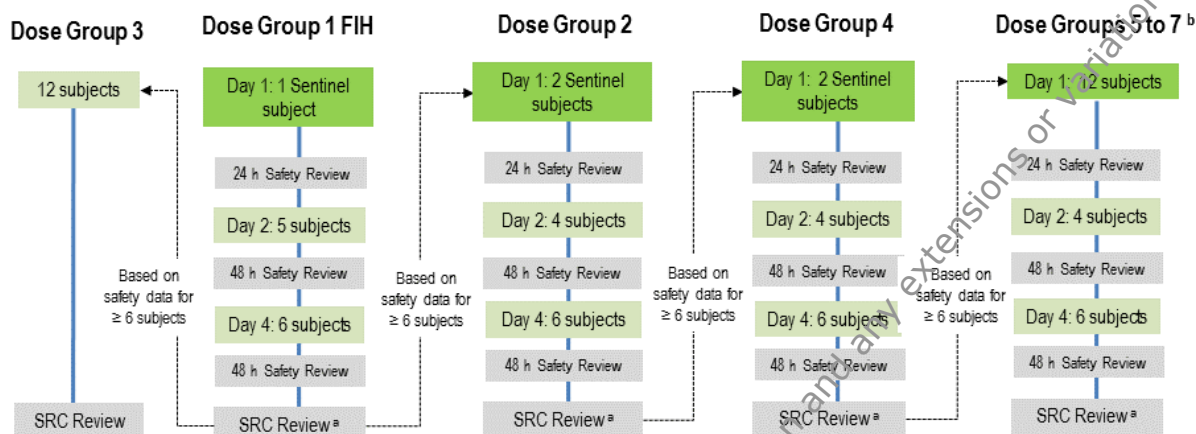 Dose Group 3
12 subjects
SRC Review
Based on
safety data for
≥ 6 subjects
Dose Group 1 FIH
Day 1: 1 Sentinel
subject
24 h Safety Review
Day 2: 5 subjects
48 h Safety Review
Day 4: 6 subjects
48 h Safety Review
SRC Review a
Based on
safety data for
≥ 6 subjects
Dose Group 2
Day 1: 2 Sentinel
subjects
24 h Safety Review
Day 2: 4 subjects
48 h Safety Review
Day 4: 6 subjects
48 h Safety Review
SRC Review a
Based on
safety data for
≥ 6 subjects
Dose Group 4
Day 1: 2 Sentinel
subjects
24 h Safety Review
Day 2: 4 subjects
48 h Safety Review
Day 4: 6 subjects
48 h Safety Review
SRC Review a
Based on
safety data for
≥ 6 subjects
Dose Groups 5 to 7 b
Day 1: 12 subjects
24 h Safety Review
Day 2: 4 subjects
48 h Safety Review
Day 4: 6 subjects
48 h Safety Review
SRC Review a
and any extensions or variation